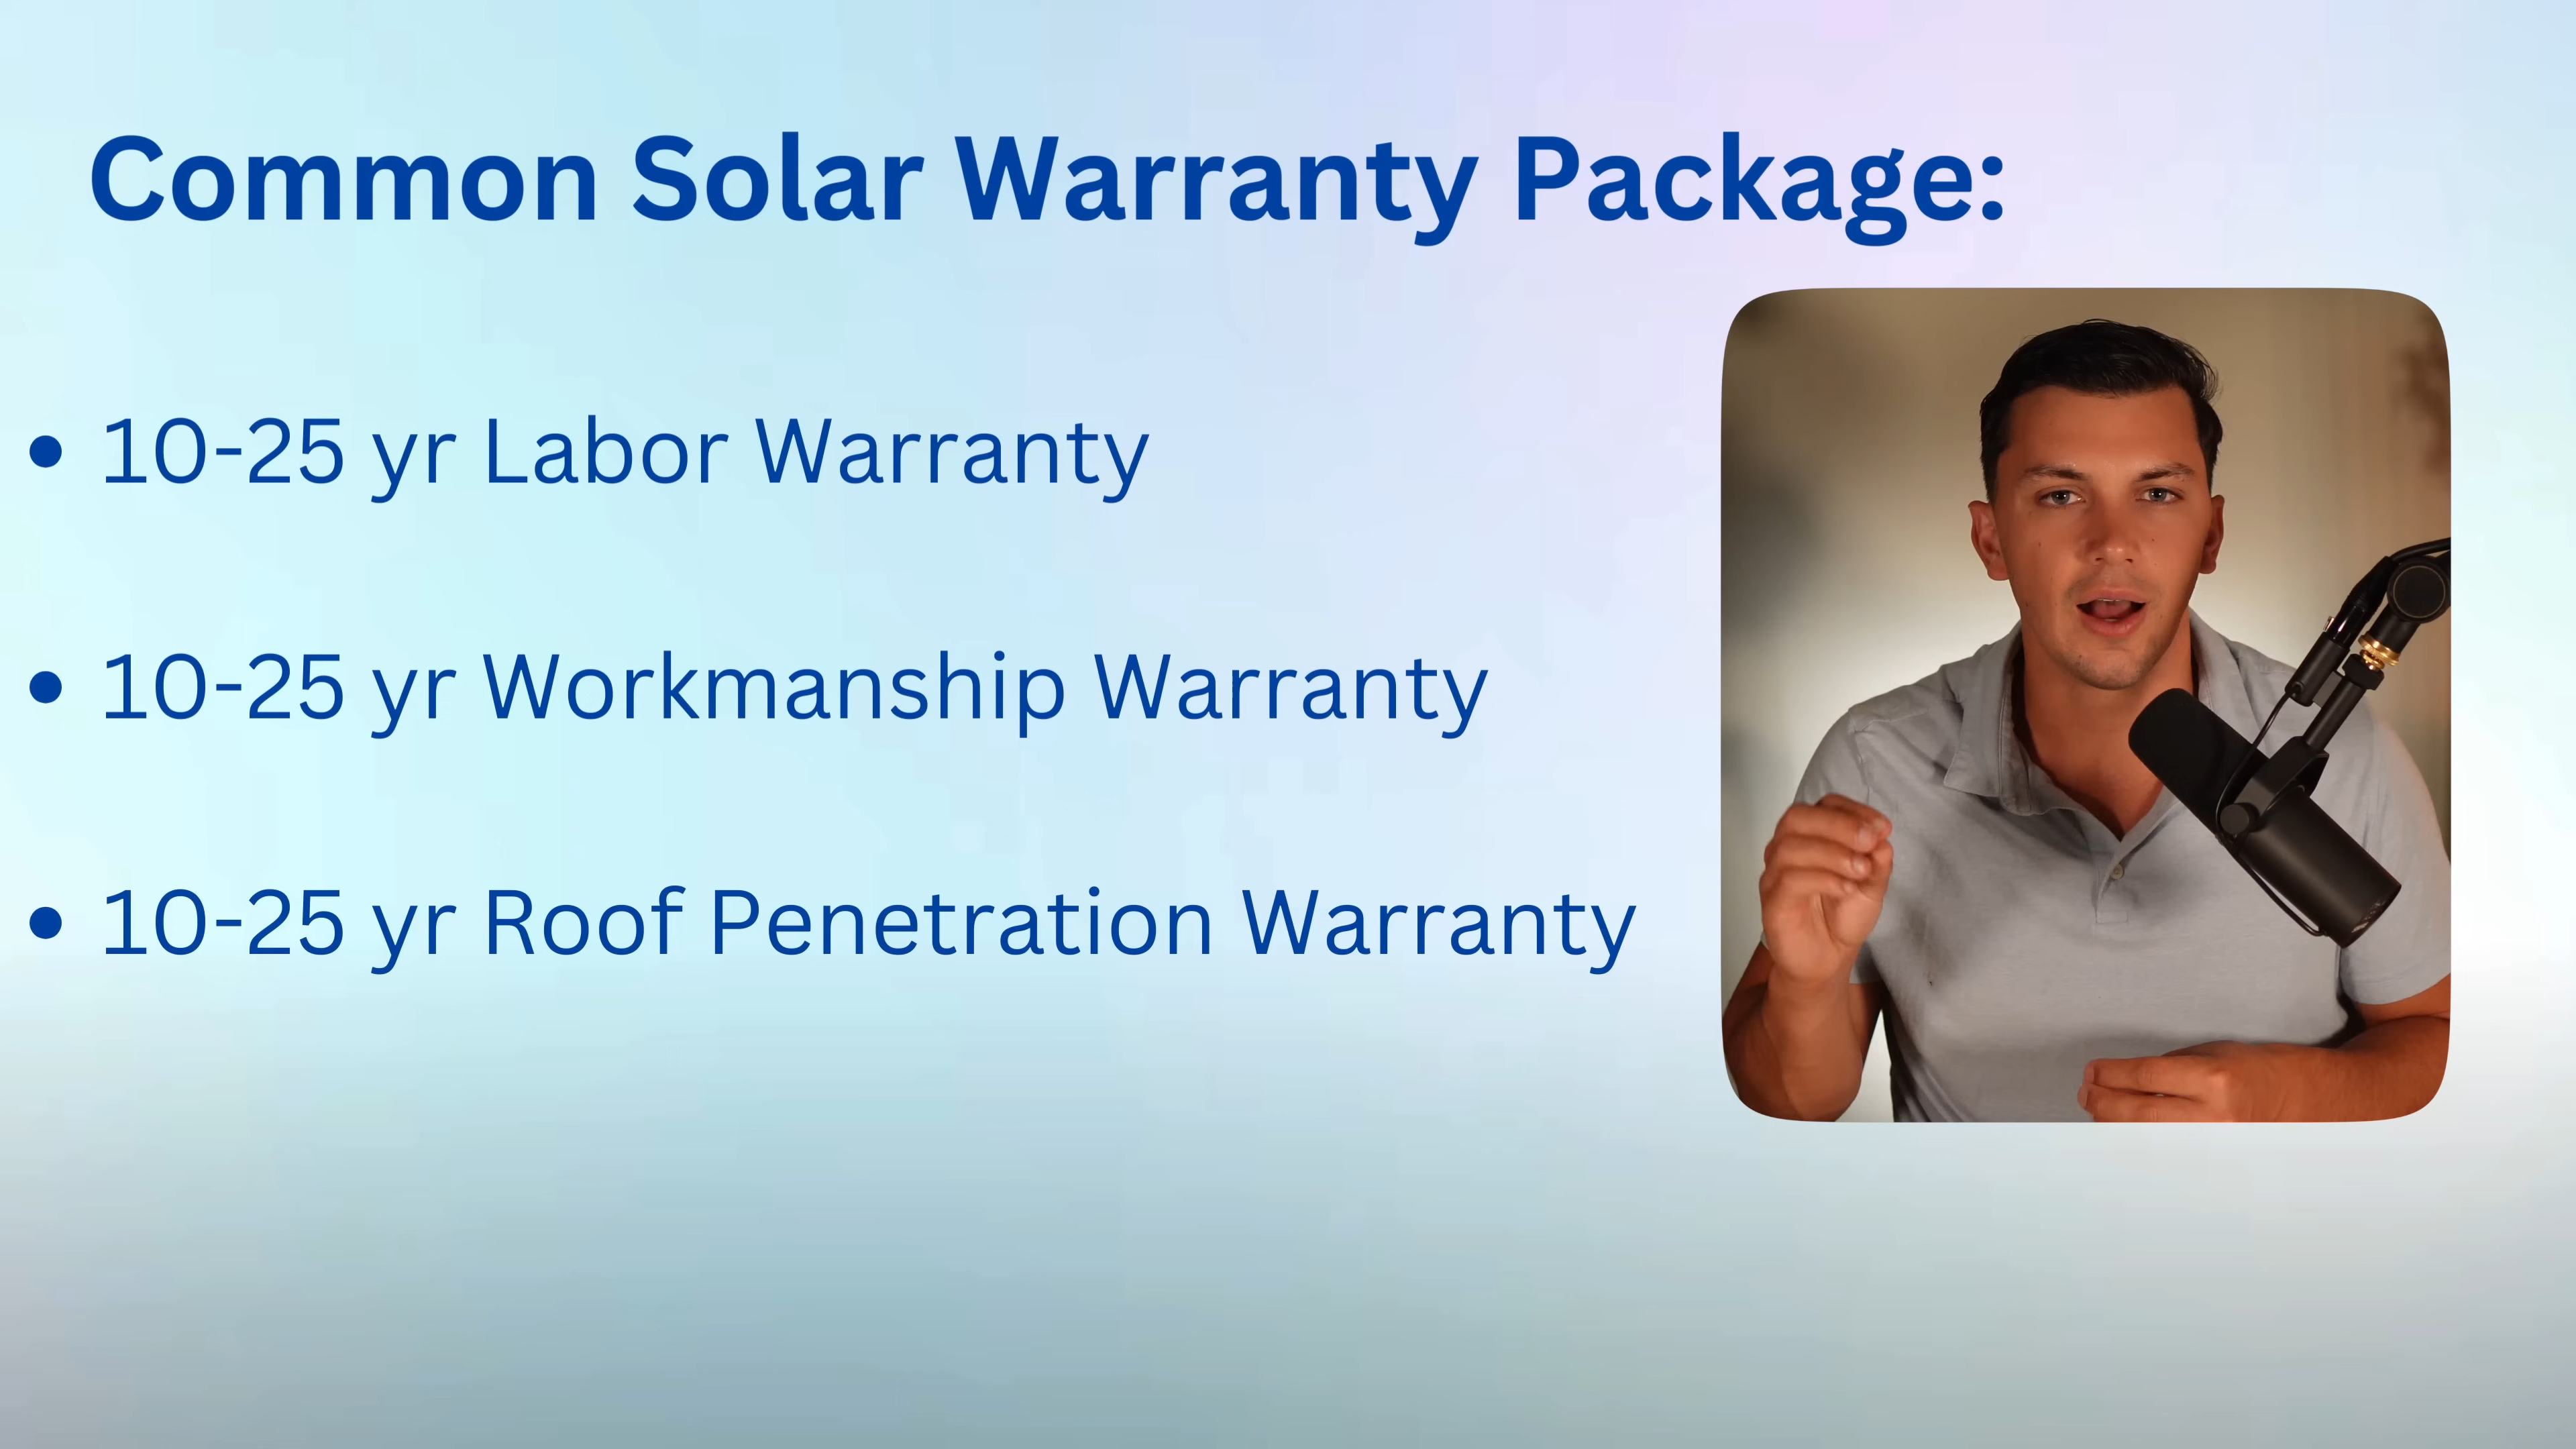 Common Solar Warranty Package:
• 10-25 yr Labor Warranty
• 10-25 yr Workmanship Warranty
• 10-25 yr Roof Penetration Warranty